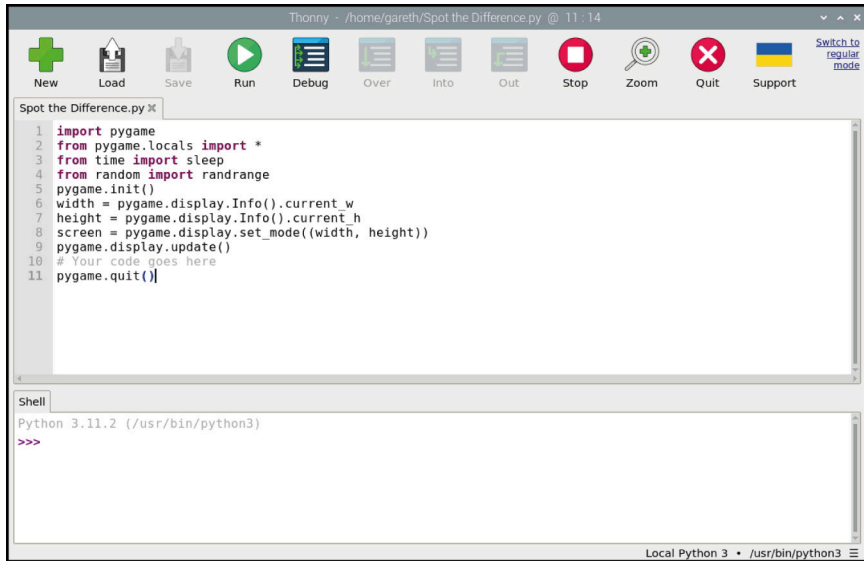 Thonny - /home/gareth/Spot the Difference.py @ 11 : 14
New Load Save Run Debug Over Into Out Stop Zoom Quit Support
Switch to
regular
mode
Spot the Difference.py
1 import pygame
2 from pygame.locals import *
3 from time import sleep
4 from random import randrange
5 pygame.init()
6 width = pygame.display.Info().current_w
7 height = pygame.display.Info().current_h
8 screen = pygame.display.set_mode((width, height))
9 pygame.display.update()
10 # Your code goes here
11 pygame.quit()
Shell
Python 3.11.2 (/usr/bin/python3)
>>>
Local Python 3 • /usr/bin/python3 ☰